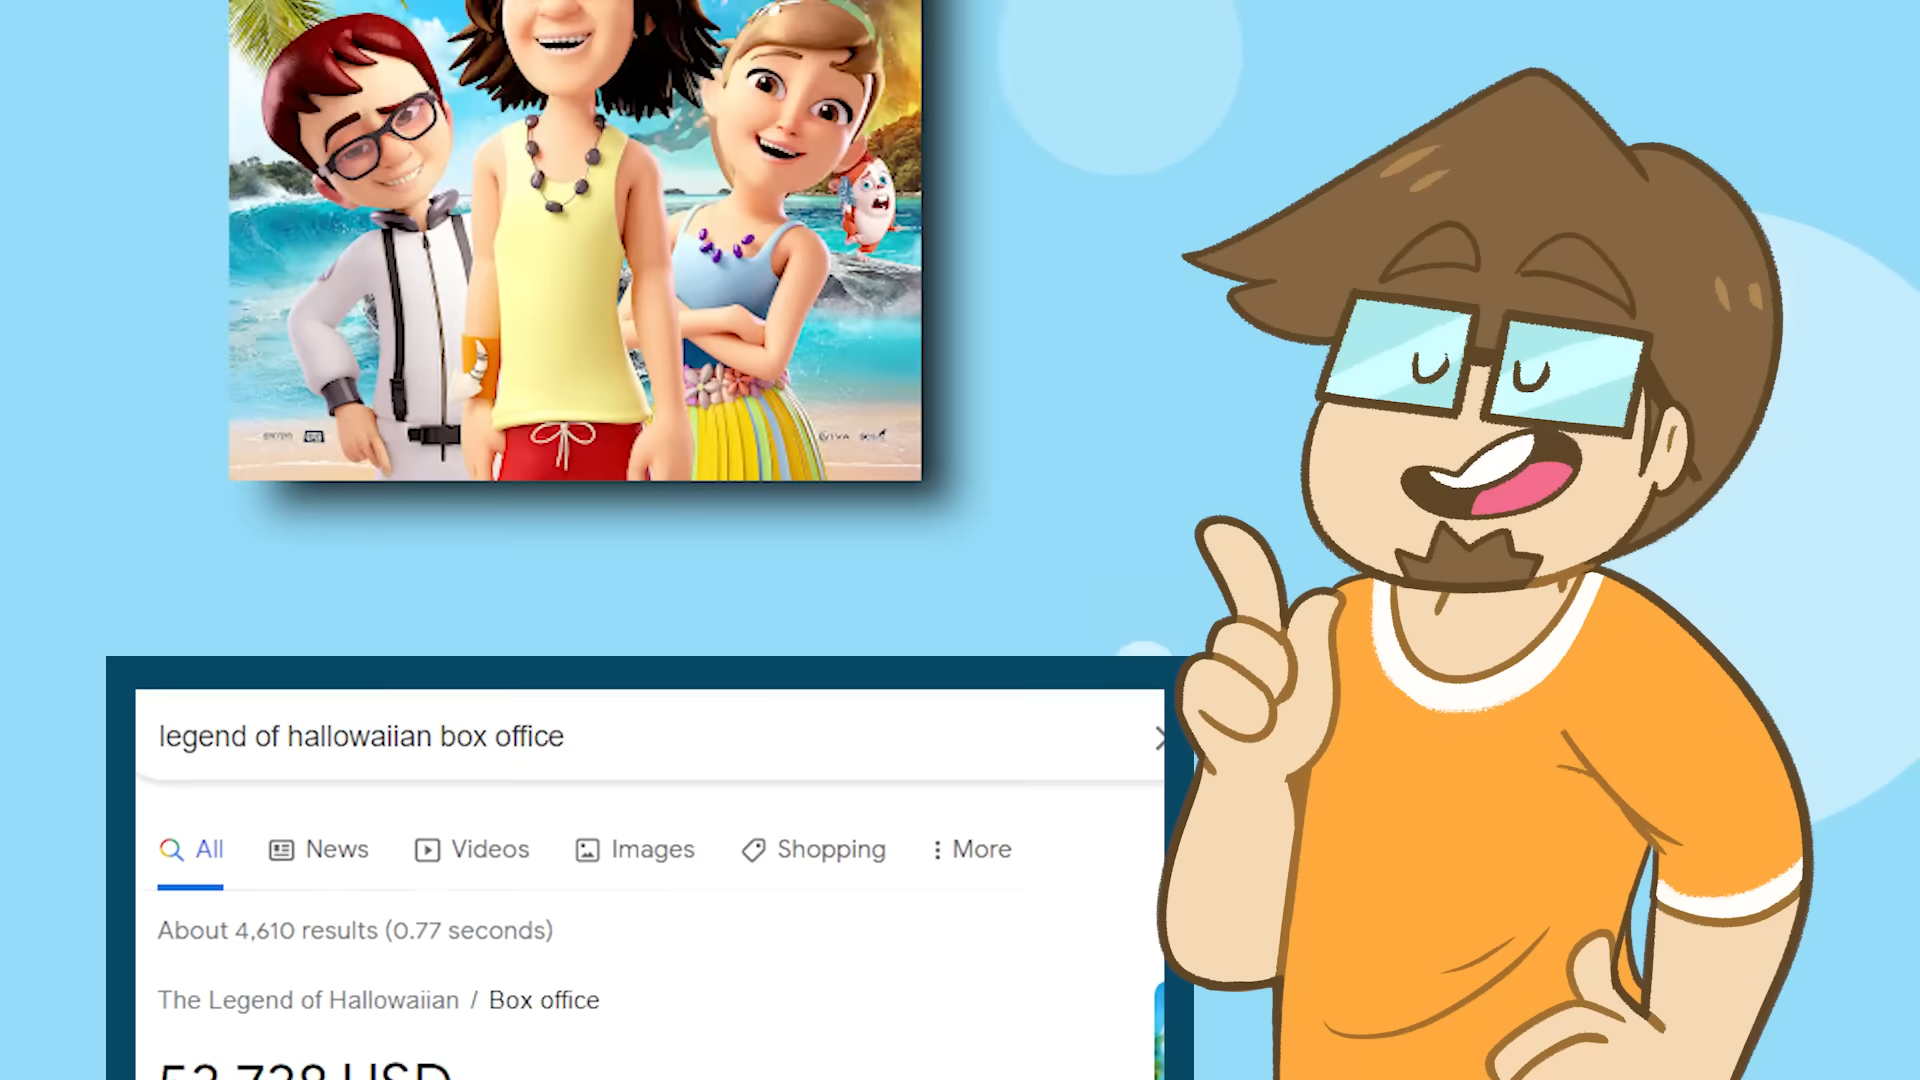 legend of hallowaiian box office
All News Videos Images Shopping More
About 4,610 results (0.77 seconds)
The Legend of Hallowaiian / Box office
USD